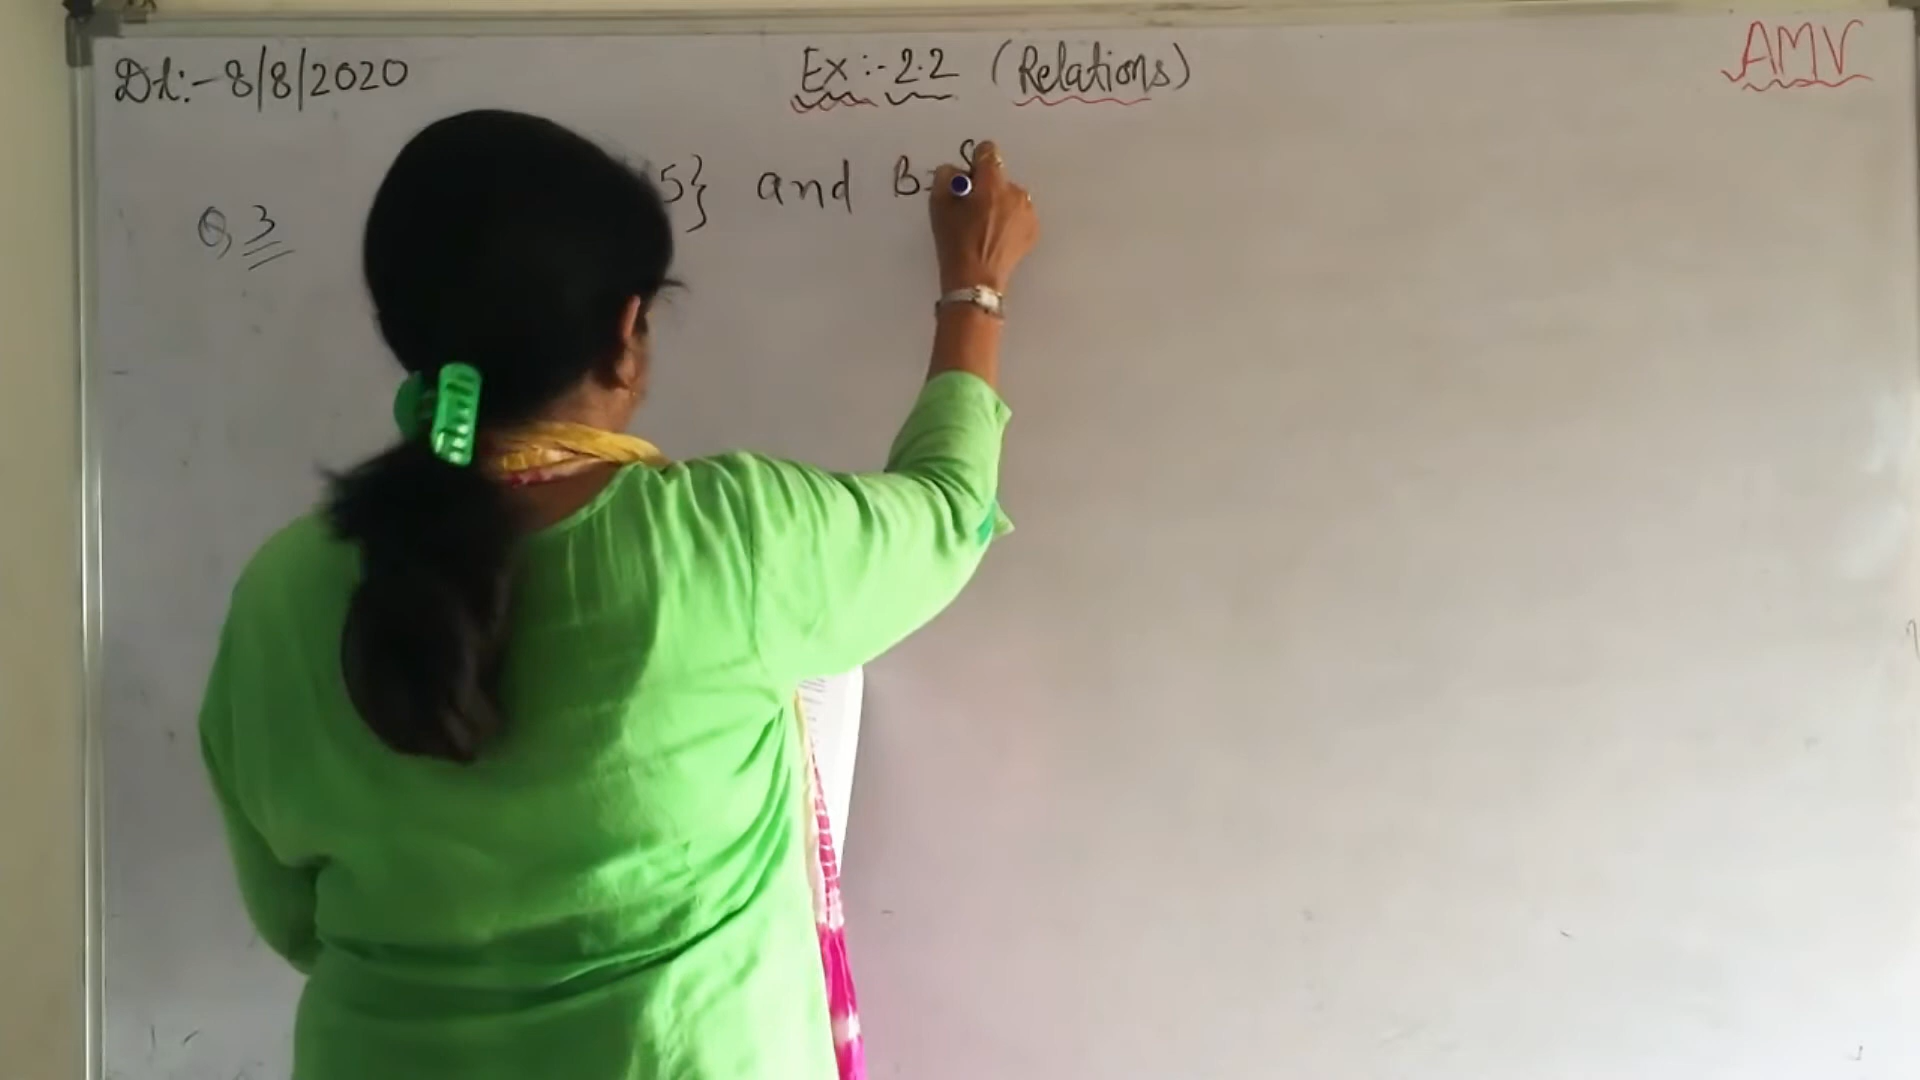 Dt:-8/8/2020 Ex:-2.2 (Relations) AMV
Q3 5} and B={